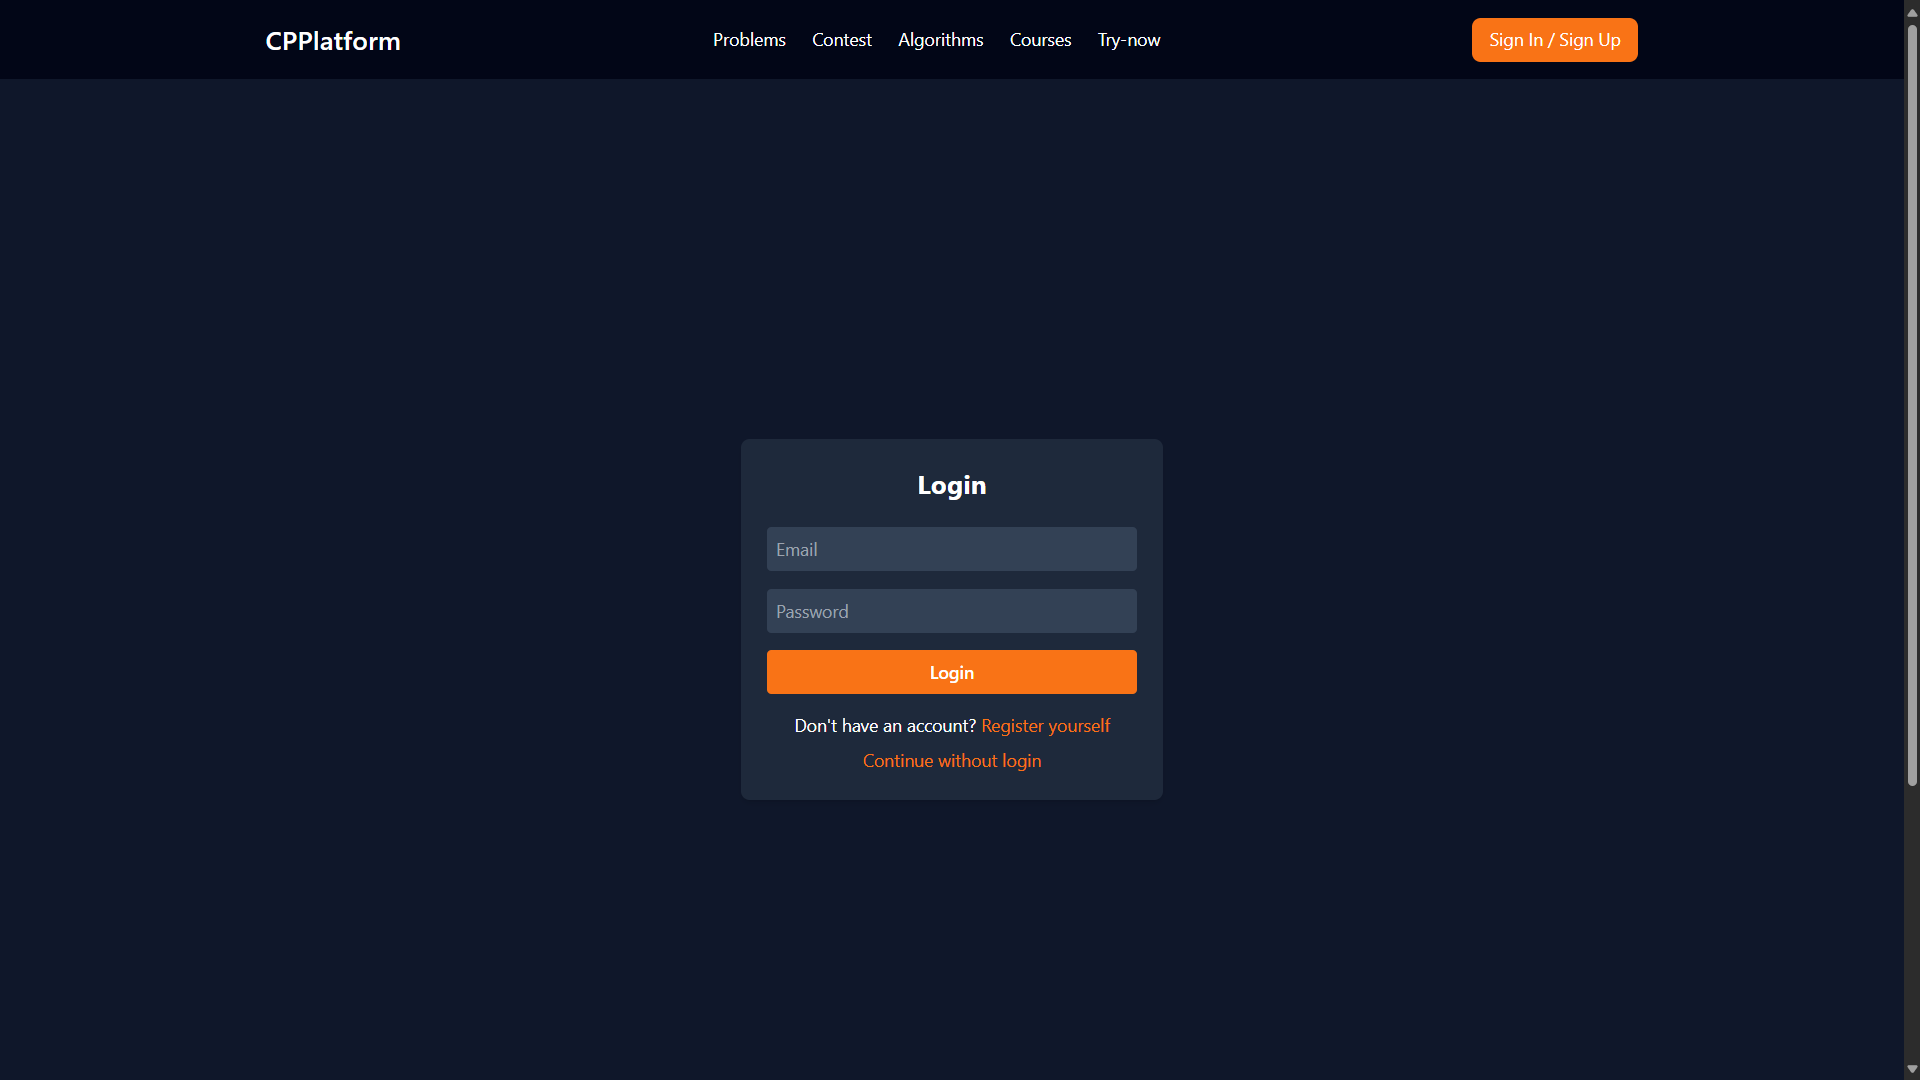 CPPlatform
Problems Contest Algorithms Courses Try-now
Sign In / Sign Up
Login
Email
Password
Login
Don't have an account? Register yourself
Continue without login